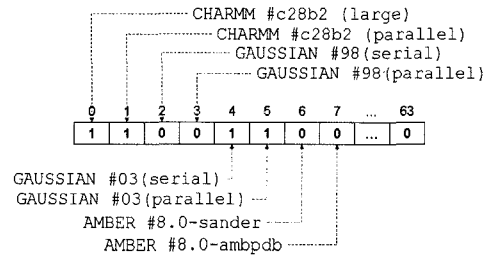 CHARMM #c28b2 (large)
CHARMM #c28b2 (parallel)
GAUSSIAN #98(serial)
GAUSSIAN #98(parallel)
0 1 2 3 4 5 6 7 ... 63
1 1 0 0 1 1 0 0 ... 0
GAUSSIAN #03(serial)
GAUSSIAN #03(parallel)
AMBER #8.0-sander
AMBER #8.0-ambpdb